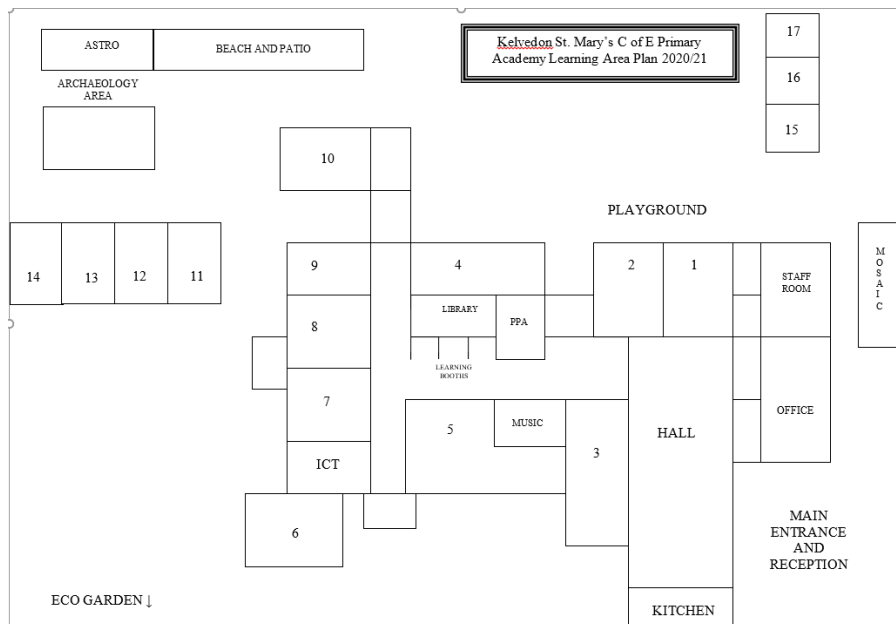 Kelvedon St. Mary's C of E Primary
Academy Learning Area Plan 2020/21
17
ASTRO
BEACH AND PATIO
16
ARCHAEOLOGY
AREA
15
10
PLAYGROUND
14
13
12
11
9
4
2
1
STAFF
ROOM
M
O
S
A
I
C
8
LIBRARY
PPA
LEARNING
BOOTHS
7
5
MUSIC
3
HALL
OFFICE
ICT
6
MAIN
ENTRANCE
AND
RECEPTION
ECO GARDEN ↓
KITCHEN